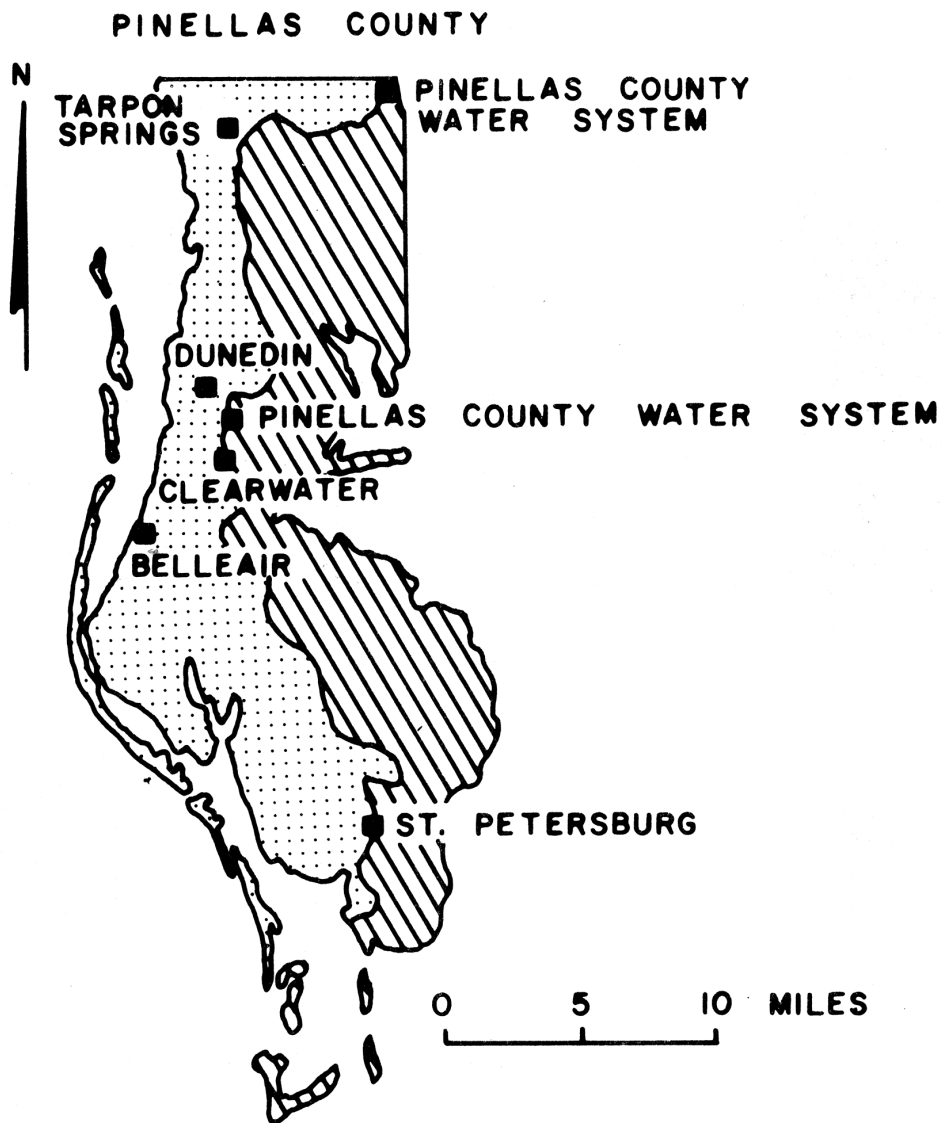 PINELLAS COUNTY
N
TARPON
SPRINGS
PINELLAS COUNTY
WATER SYSTEM
DUNEDIN
PINELLAS COUNTY WATER SYSTEM
CLEARWATER
BELLEAIR
ST. PETERSBURG
0 5 10 MILES